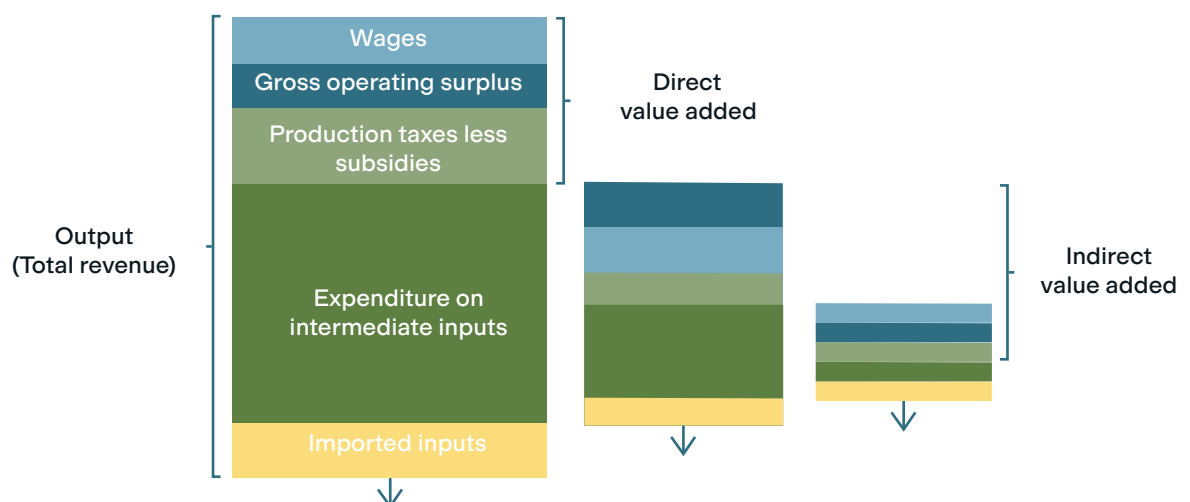 Wages
Gross operating surplus
Production taxes less
subsidies
Direct
value added
Output
(Total revenue)
Expenditure on
intermediate inputs
Indirect
value added
Imported inputs